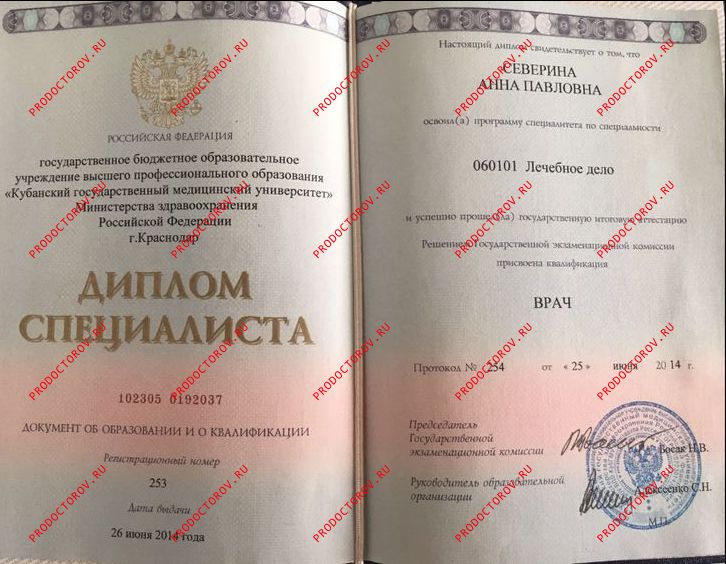 РОССИЙСКАЯ ФЕДЕРАЦИЯ
государственное бюджетное образовательное
учреждение высшего профессионального образования
«Кубанский государственный медицинский университет»
Министерства здравоохранения
Российской Федерации
г.Краснодар
ДИПЛОМ
СПЕЦИАЛИСТА
102305 0192037
ДОКУМЕНТ ОБ ОБРАЗОВАНИИ И О КВАЛИФИКАЦИИ
Регистрационный номер
253
Дата выдачи
26 июня 2014 года
Настоящий диплом свидетельствует о том, что
СЕВЕРИНА
АННА ПАВЛОВНА
освоил(а) программу специалитета по специальности
060101 Лечебное дело
и успешно прошел(ла) государственную итоговую аттестацию
Решением Государственной экзаменационной комиссии
присвоена квалификация
ВРАЧ
Протокол № 254 от « 25 » июня 20 14 г.
Председатель
Государственной
экзаменационной комиссии Босак Н.В.
Руководитель образовательной
организации Алексеенко С.Н.
М.П.
PRODOCTOROV.RU